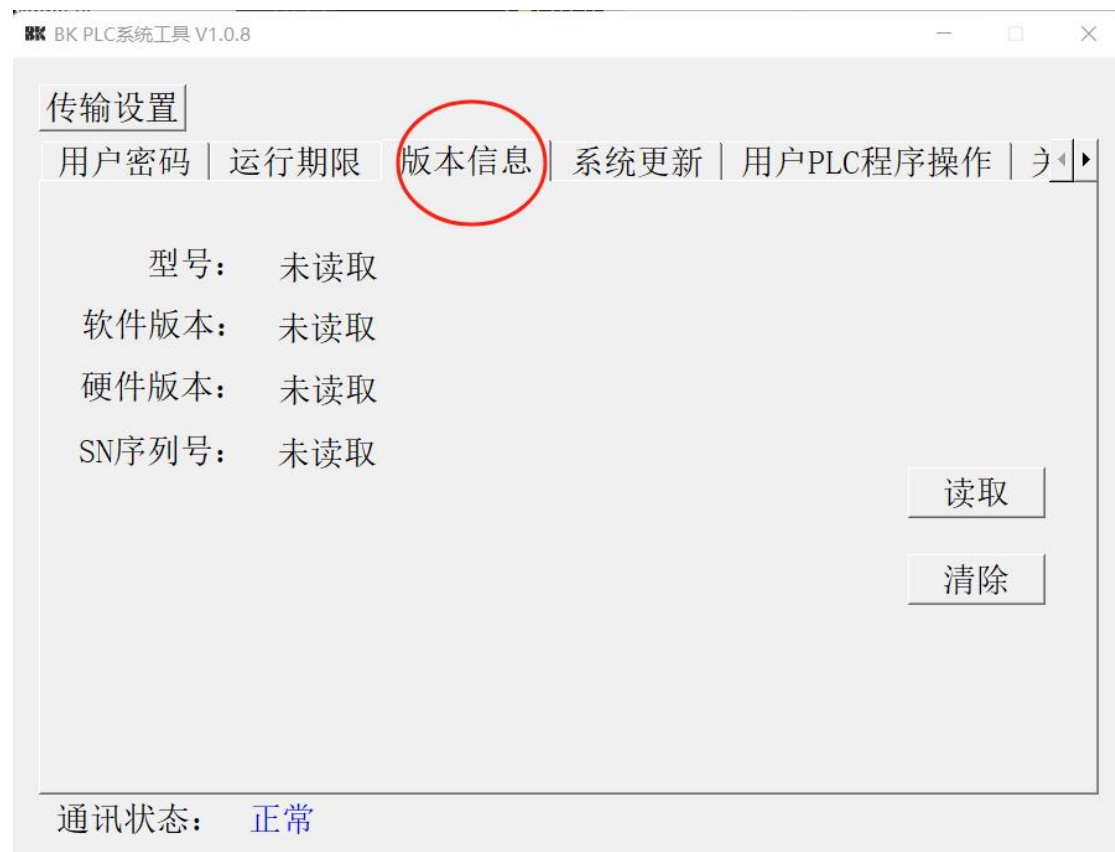 BK BK PLC系统工具 V1.0.8
传输设置
用户密码 运行期限 版本信息 系统更新 用户PLC程序操作
型号： 未读取
软件版本： 未读取
硬件版本： 未读取
SN序列号： 未读取
读取
清除
通讯状态： 正常